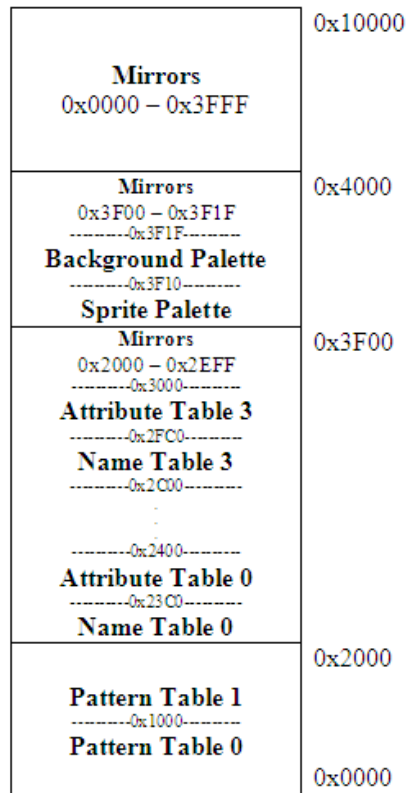 0x10000
Mirrors
0x0000 – 0x3FFF
0x4000
Mirrors
0x3F00 – 0x3F1F
----------0x3F1F----------
Background Palette
----------0x3F10----------
Sprite Palette
0x3F00
Mirrors
0x2000 – 0x2EFF
----------0x3000----------
Attribute Table 3
----------0x2FC0----------
Name Table 3
----------0x2C00----------
.
.
.
----------0x2400----------
Attribute Table 0
----------0x23C0----------
Name Table 0
0x2000
Pattern Table 1
----------0x1000----------
Pattern Table 0
0x0000